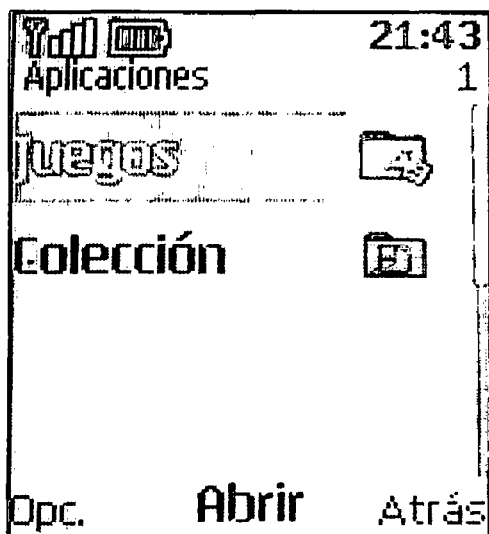 21:43
Aplicaciones 1
Juegos
Colección
Opc. Abrir Atrás